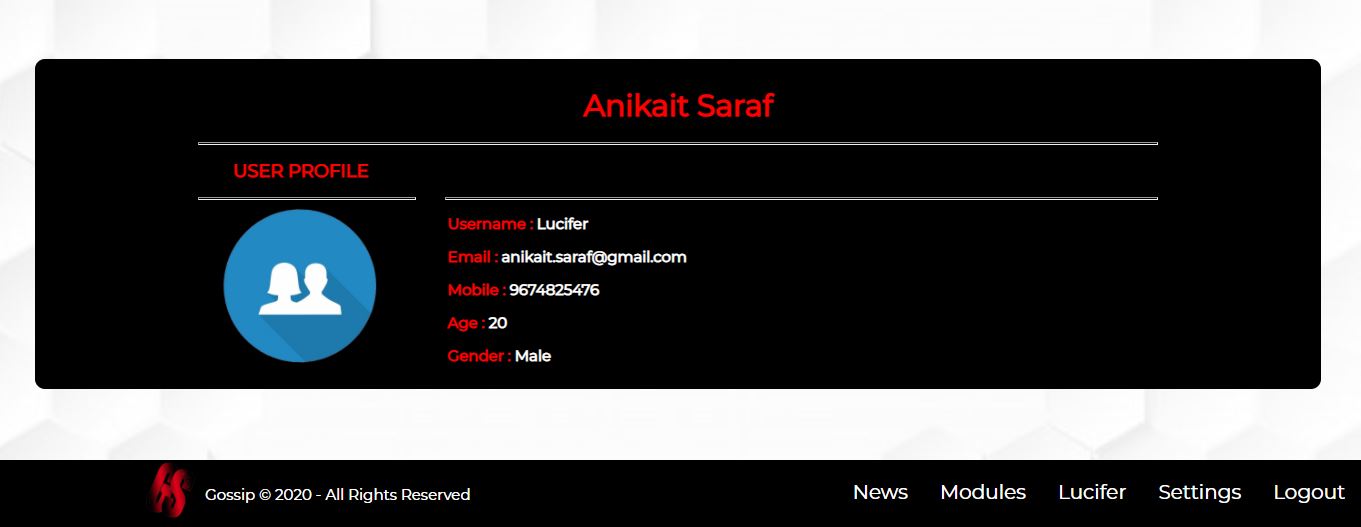 Anikait Saraf
USER PROFILE
Username : Lucifer
Email : anikait.saraf@gmail.com
Mobile : 9674825476
Age : 20
Gender : Male
Gossip © 2020 - All Rights Reserved
News Modules Lucifer Settings Logout